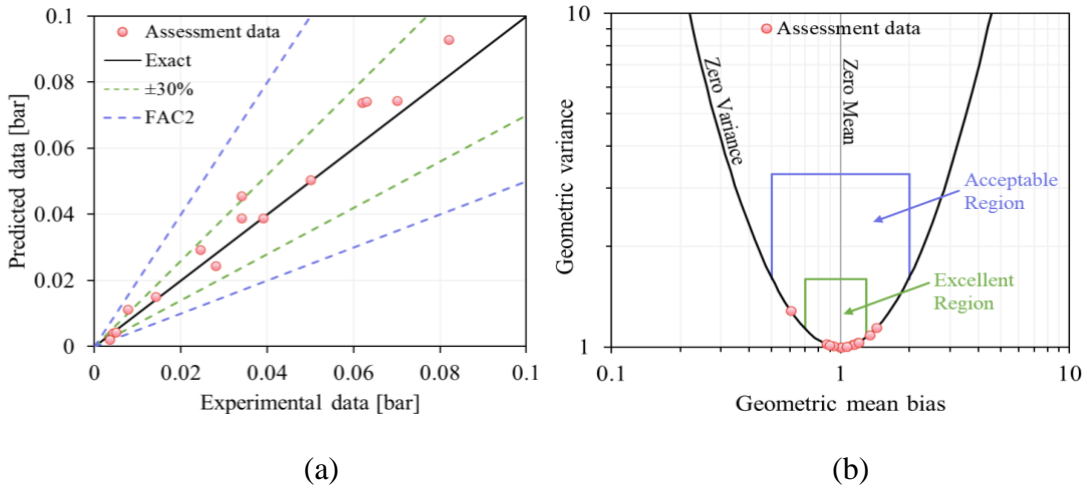 0.1
0.08
0.06
0.04
0.02
0
Predicted data [bar]
Assessment data
Exact
±30%
FAC2
0 0.02 0.04 0.06 0.08 0.1
Experimental data [bar]
(a)
10
1
Geometric variance
Assessment data
Zero Variance
Zero Mean
Acceptable
Region
Excellent
Region
0.1 1 10
Geometric mean bias
(b)